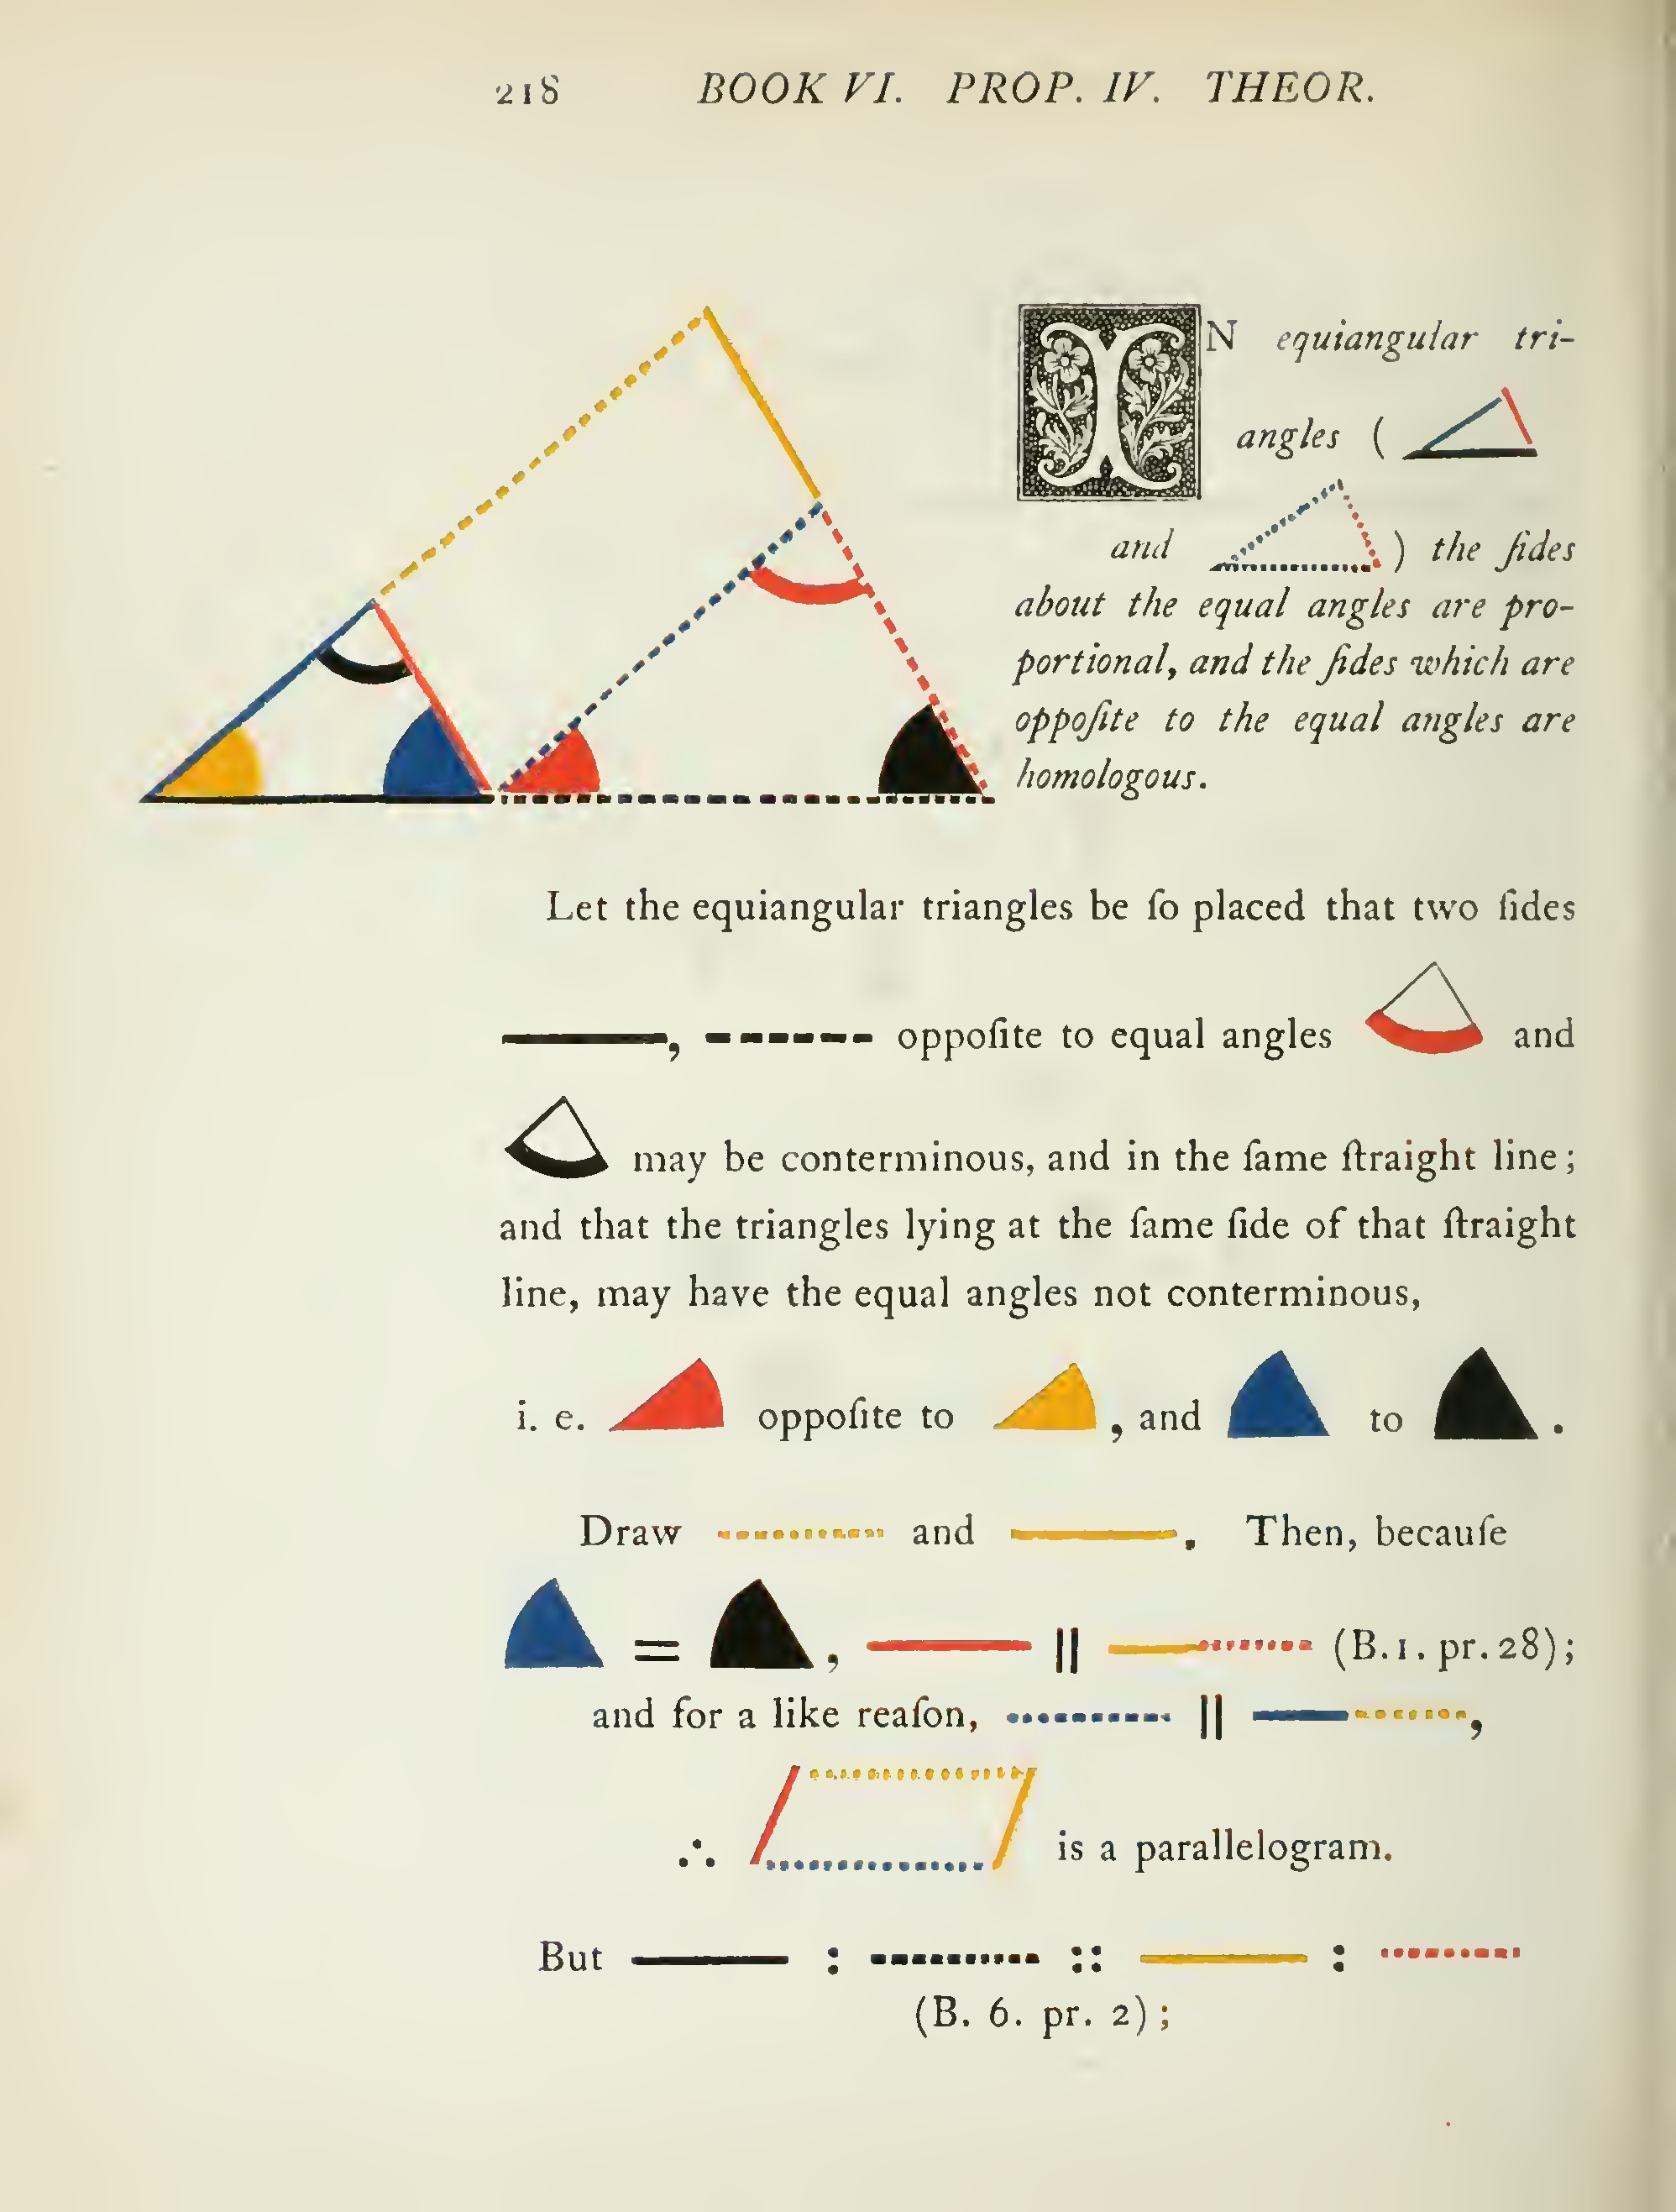 218 BOOK VI. PROP. IV. THEOR.
IN equiangular tri-
angles (
and ) the ſides
about the equal angles are pro-
portional, and the ſides which are
oppoſite to the equal angles are
homologous.
Let the equiangular triangles be ſo placed that two ſides
, oppoſite to equal angles and
may be conterminous, and in the ſame ſtraight line;
and that the triangles lying at the ſame ſide of that ſtraight
line, may have the equal angles not conterminous,
i. e. oppoſite to , and to .
Draw and . Then, becauſe
= , || (B. 1. pr. 28);
and for a like reaſon, || ,
∴ is a parallelogram.
But : :: :
(B. 6. pr. 2);